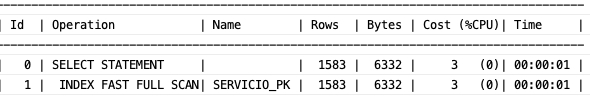 --------------------------------------------------------------------------------
| Id  | Operation            | Name        | Rows  | Bytes | Cost (%CPU)| Time     |
--------------------------------------------------------------------------------
|   0 | SELECT STATEMENT     |             |  1583 |  6332 |     3   (0)| 00:00:01 |
|   1 |  INDEX FAST FULL SCAN| SERVICIO_PK |  1583 |  6332 |     3   (0)| 00:00:01 |